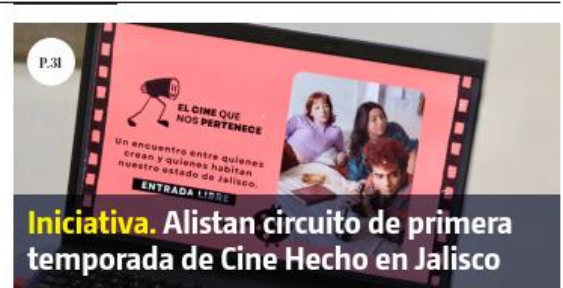 P.31
EL CINE QUE
NOS PERTENECE
Un encuentro entre quienes
crean y quienes habitan
nuestro estado de Jalisco.
ENTRADA LIBRE
Iniciativa. Alistan circuito de primera
temporada de Cine Hecho en Jalisco